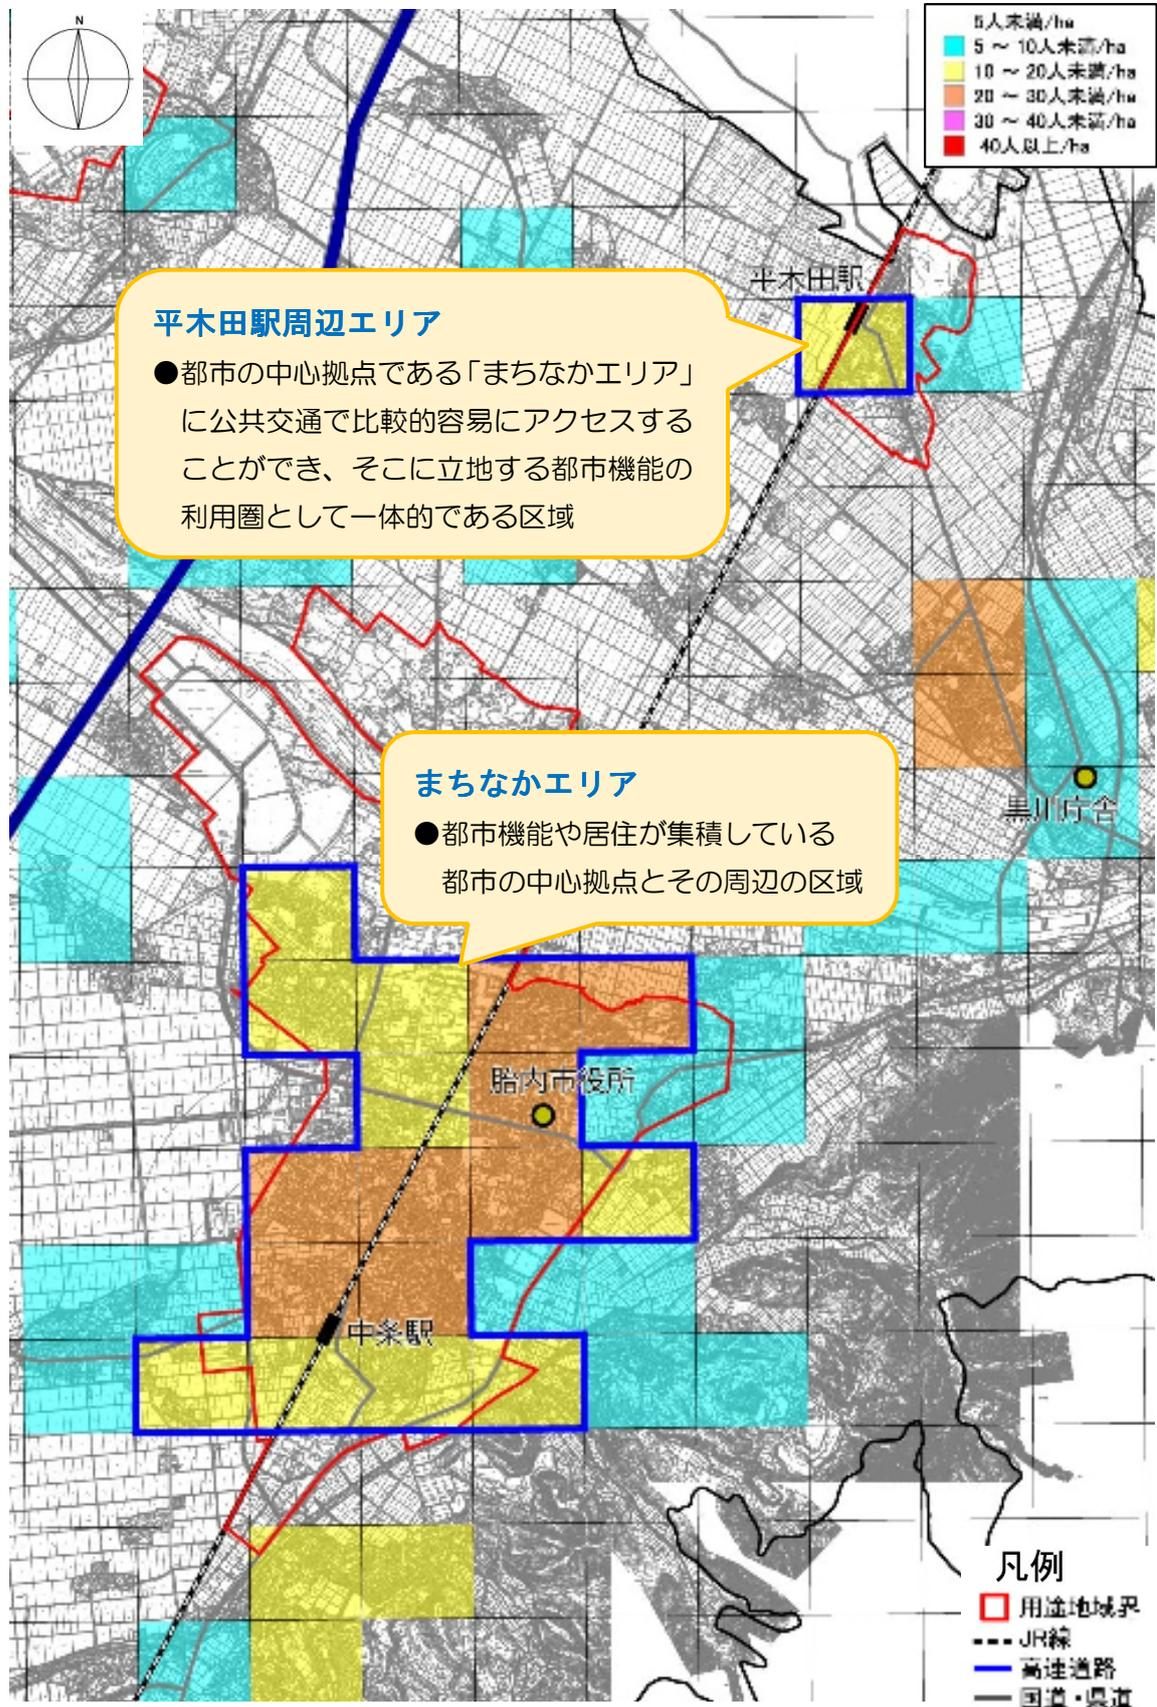 N
5人未満/ha
5 ～ 10人未満/ha
10 ～ 20人未満/ha
20 ～ 30人未満/ha
30 ～ 40人未満/ha
40人以上/ha
平木田駅
平木田駅周辺エリア
●都市の中心拠点である「まちなかエリア」
に公共交通で比較的容易にアクセスする
ことができ、そこに立地する都市機能の
利用圏として一体的である区域
まちなかエリア
●都市機能や居住が集積している
都市の中心拠点とその周辺の区域
黒川庁舎
胎内市役所
中条駅
凡例
用途地域界
JR線
高速道路
国道・県道